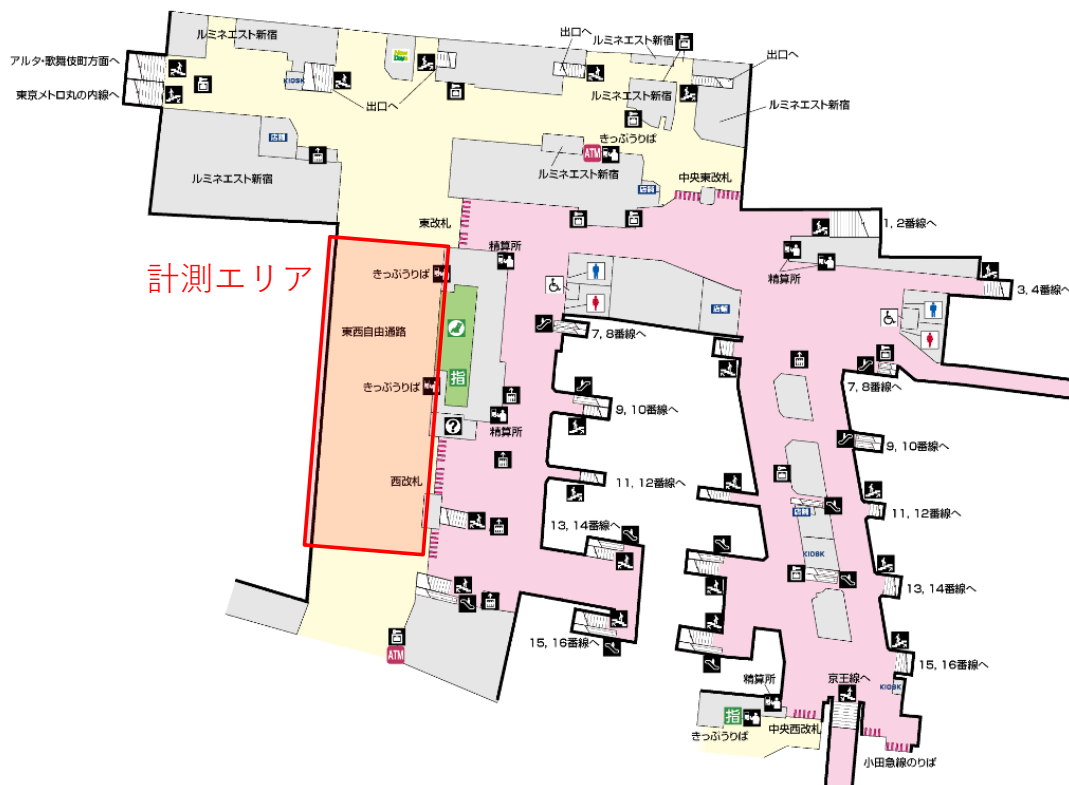 ルミネエスト新宿
アルタ・歌舞伎町方面へ
東京メトロ丸の内線へ
KIOSK
New Days
出口へ
出口へ
ルミネエスト新宿
出口へ
ルミネエスト新宿
ルミネエスト新宿
店舗
きっぷうりば
ATM
ルミネエスト新宿
ルミネエスト新宿
店舗
中央東改札
東改札
精算所
1, 2番線へ
精算所
3, 4番線へ
計測エリア
きっぷうりば
東西自由通路
店舗
7, 8番線へ
きっぷうりば
指
7, 8番線へ
9, 10番線へ
?
精算所
9, 10番線へ
西改札
11, 12番線へ
店舗
11, 12番線へ
13, 14番線へ
KIOSK
13, 14番線へ
15, 16番線へ
15, 16番線へ
ATM
精算所
京王線へ
KIOSK
指
きっぷうりば
中央西改札
小田急線のりば